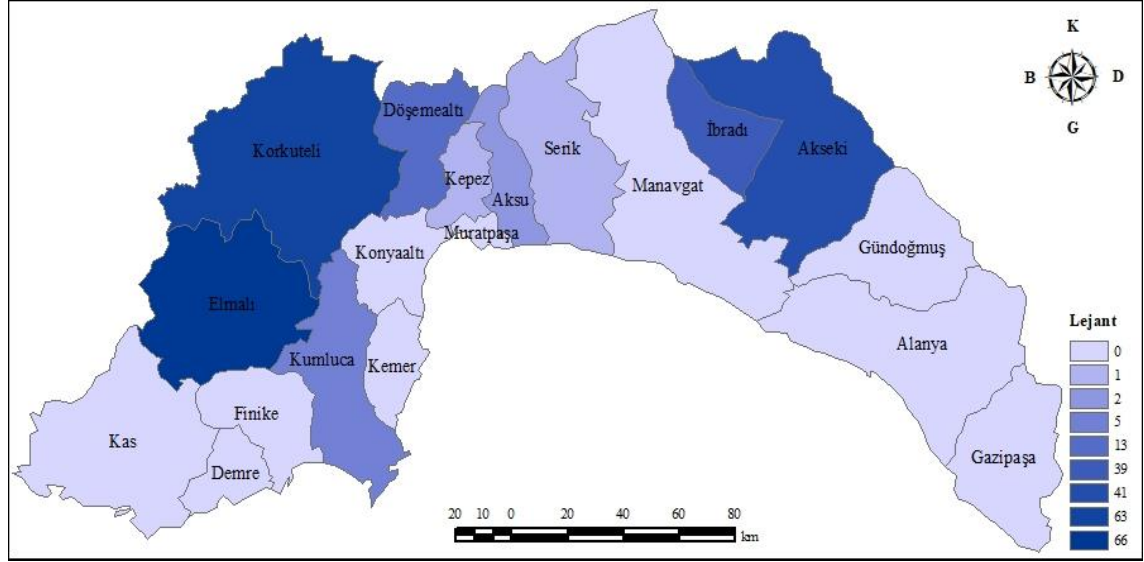 K
B D
G
Döşemealtı
İbradı
Korkuteli
Serik
Akseki
Kepez
Manavgat
Aksu
Muratpaşa
Konyaaltı
Gündoğmuş
Elmalı
Kumluca
Kemer
Alanya
Finike
Kas
Demre
Gazipaşa
Lejant
0
1
2
5
13
39
41
63
66
20 10 0 20 40 60 80
km